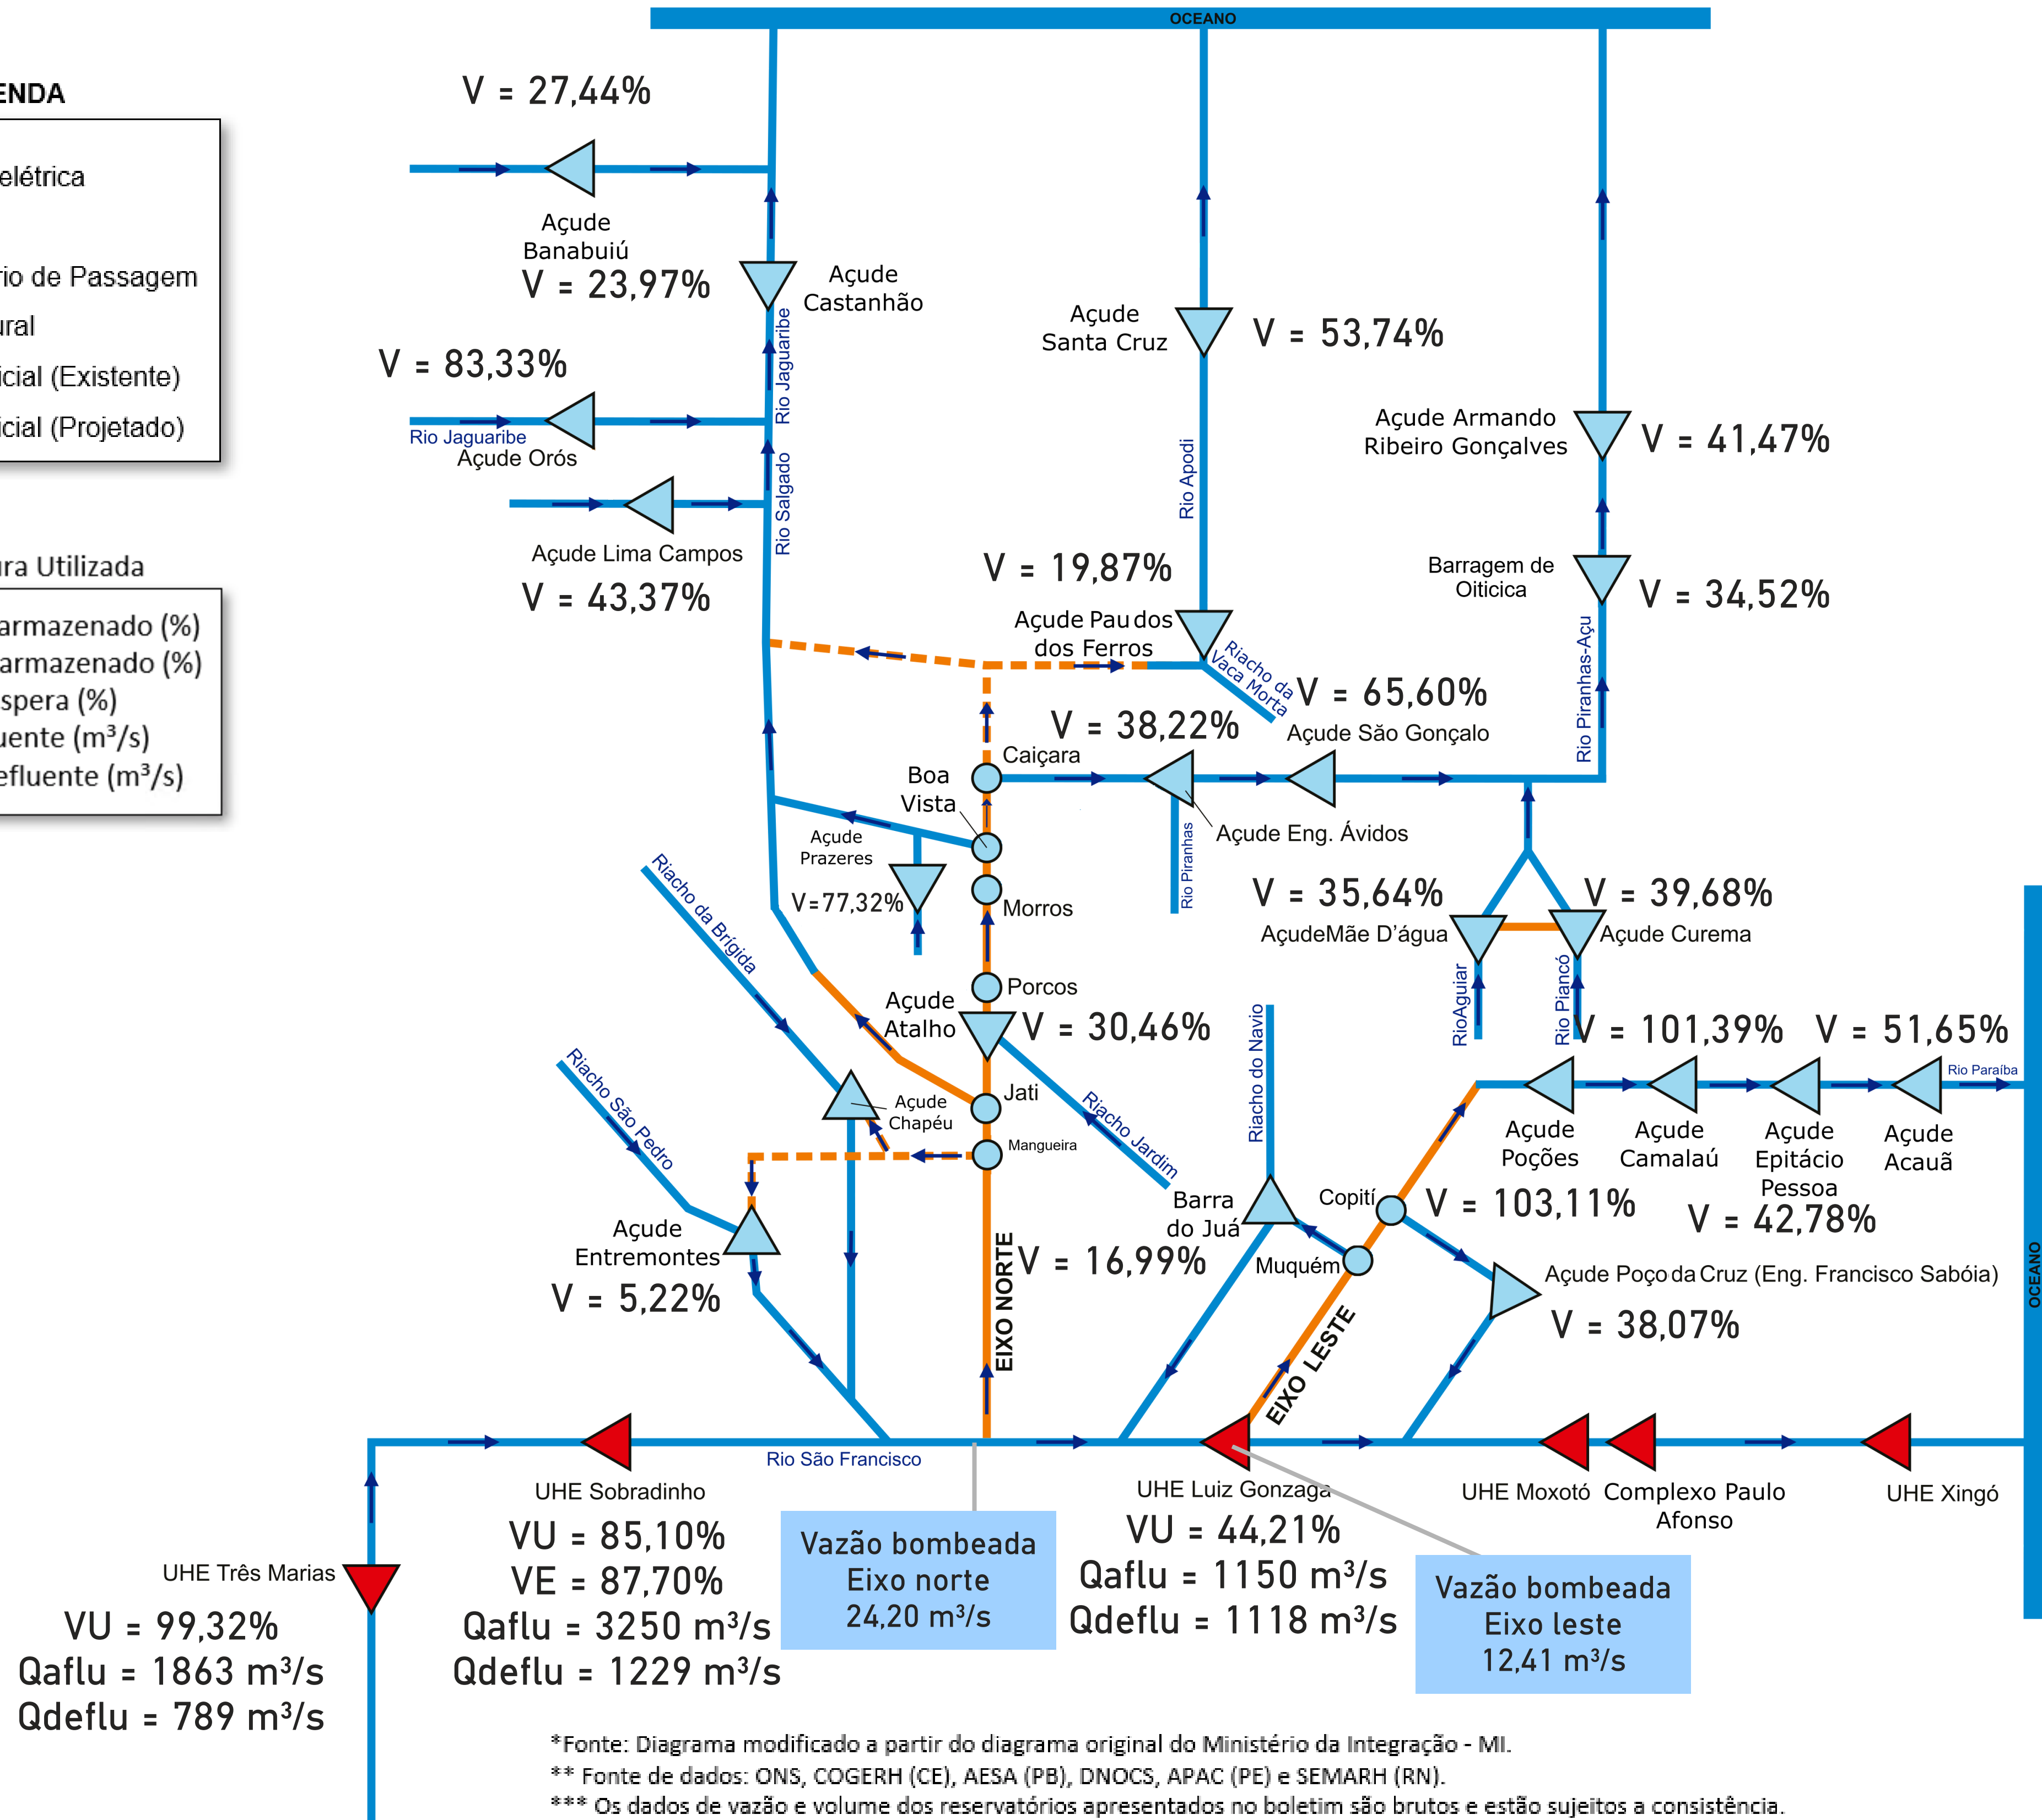 OCEANO
ENDA
elétrica
rio de Passagem
ural
icial (Existente)
icial (Projetado)
ura Utilizada
armazenado (%)
armazenado (%)
spera (%)
uente (m³/s)
efluente (m³/s)
V = 27,44%
Açude
Banabuiú
V = 23,97%
Açude
Castanhão
Rio Jaguaribe
V = 83,33%
Rio Jaguaribe
Açude Orós
Rio Salgado
Açude Lima Campos
V = 43,37%
Açude
Santa Cruz
V = 53,74%
Rio Apodi
Açude Armando
Ribeiro Gonçalves
V = 41,47%
Barragem de
Oiticica
V = 34,52%
Rio Piranhas-Açu
V = 19,87%
Açude Pau dos
dos Ferros
Riacho da
Vaca Morta
V = 65,60%
Açude São Gonçalo
V = 38,22%
Caiçara
Boa
Vista
Açude Eng. Ávidos
Rio Piranhas
Açude
Prazeres
V=77,32%
Morros
Riacho da Brígida
V = 35,64%
AçudeMãe D'água
V = 39,68%
Açude Curema
RioAguiar
Rio Piancó
Porcos
Açude
Atalho
V = 30,46%
Jati
Riacho Jardim
Riacho São Pedro
Açude
Chapéu
Mangueira
Riacho do Navio
V = 101,39%
V = 51,65%
Rio Paraíba
Açude
Poções
Açude
Camalaú
Açude
Epitácio
Pessoa
Açude
Acauã
V = 103,11%
V = 42,78%
Barra
do Juá
Copití
Muquém
V = 16,99%
Açude
Entremontes
V = 5,22%
EIXO NORTE
EIXO LESTE
Açude Poço da Cruz (Eng. Francisco Sabóia)
V = 38,07%
OCEANO
Rio São Francisco
UHE Sobradinho
VU = 85,10%
VE = 87,70%
Qaflu = 3250 m³/s
Qdeflu = 1229 m³/s
Vazão bombeada
Eixo norte
24,20 m³/s
UHE Luiz Gonzaga
VU = 44,21%
Qaflu = 1150 m³/s
Qdeflu = 1118 m³/s
Vazão bombeada
Eixo leste
12,41 m³/s
UHE Moxotó
Complexo Paulo
Afonso
UHE Xingó
UHE Três Marias
VU = 99,32%
Qaflu = 1863 m³/s
Qdeflu = 789 m³/s
*Fonte: Diagrama modificado a partir do diagrama original do Ministério da Integração - MI.
** Fonte de dados: ONS, COGERH (CE), AESA (PB), DNOCS, APAC (PE) e SEMARH (RN).
*** Os dados de vazão e volume dos reservatórios apresentados no boletim são brutos e estão sujeitos a consistência.